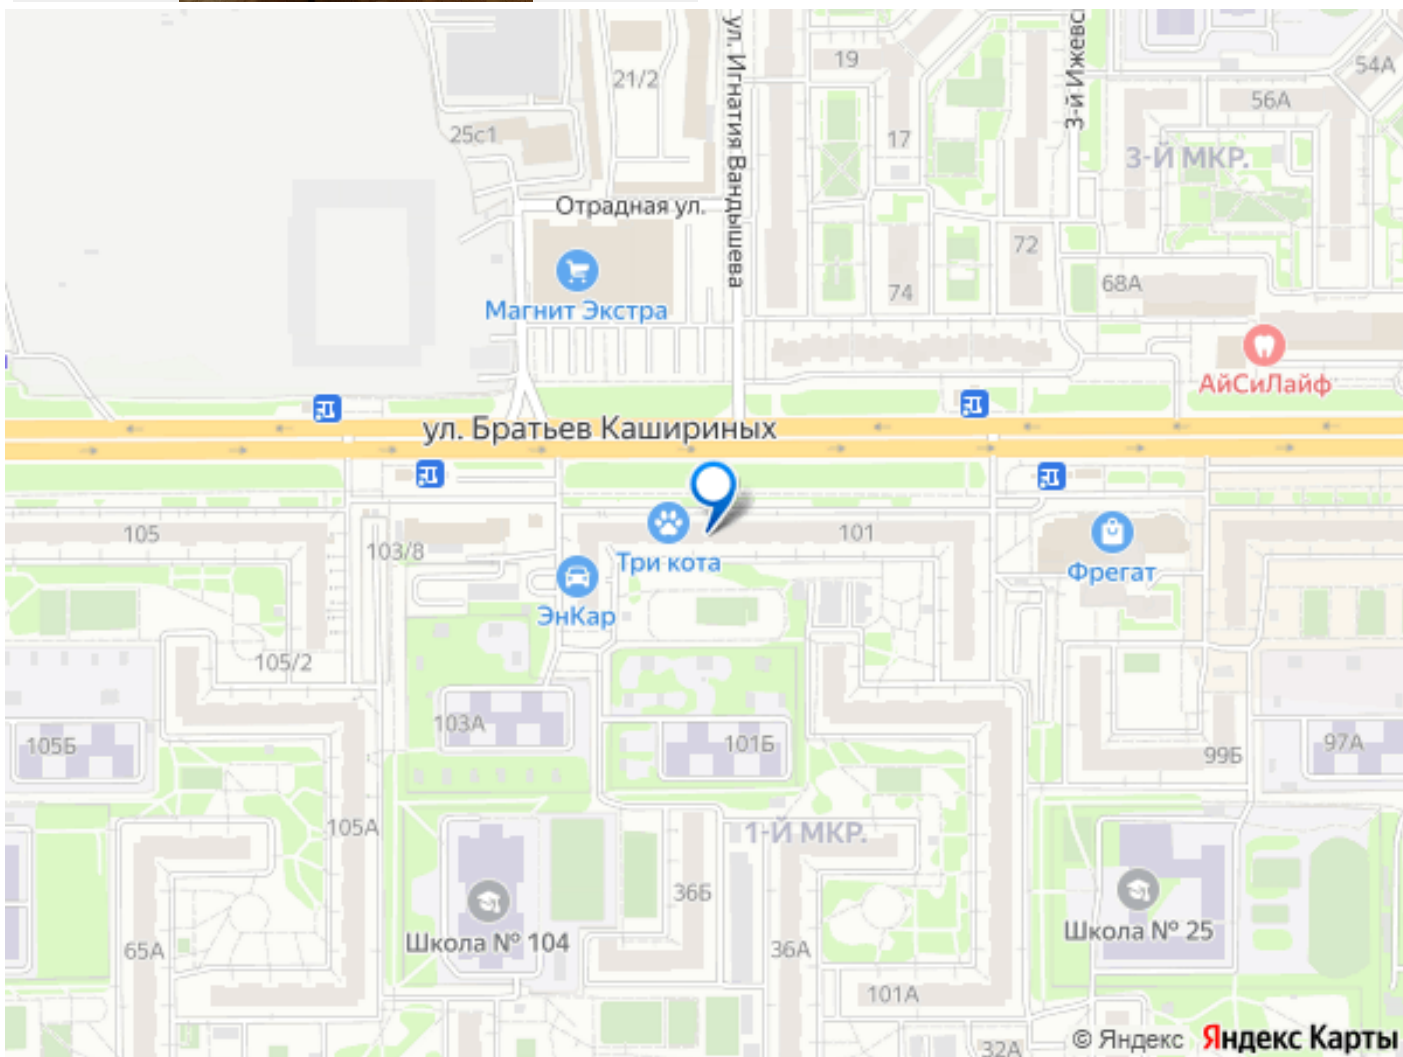 ул. Игнатия Вандышева
3-й Ижевс
19
54А
21/2
56А
25с1
17
3-Й МКР.
Отрадная ул.
72
74
68А
Магнит Экстра
АйСиЛайф
ул. Братьев Кашириных
105
103/8
101
Три кота
Фрегат
ЭнКар
105/2
103А
105Б
101Б
97А
99Б
105А
1-Й МКР.
36Б
Школа № 104
Школа № 25
65А
36А
101А
32А
© Яндекс Яндекс Карты